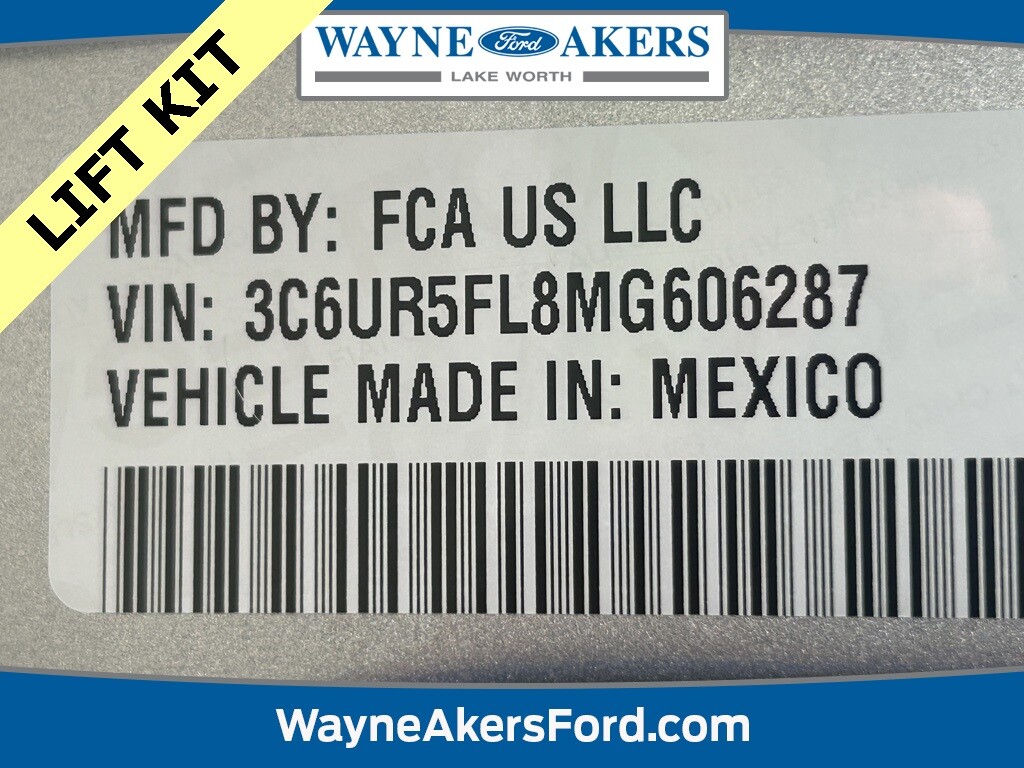 WAYNE Ford AKERS
LAKE WORTH
LIFT KIT
MFD BY: FCA US LLC
VIN: 3C6UR5FL8MG606287
VEHICLE MADE IN: MEXICO
WayneAkersFord.com